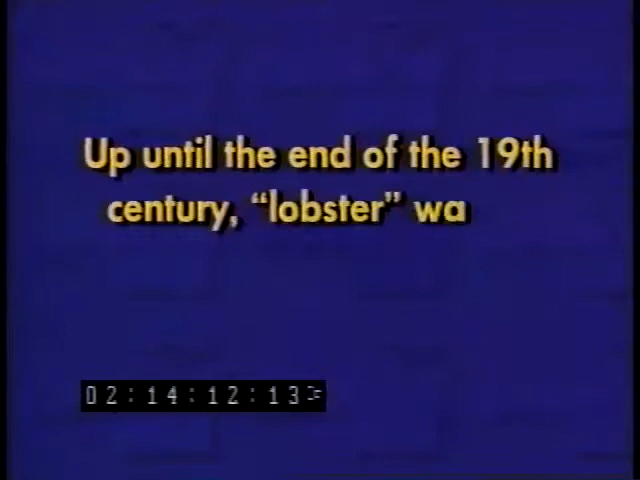 Up until the end of the 19th
century, “lobster” wa
02:14:12:13